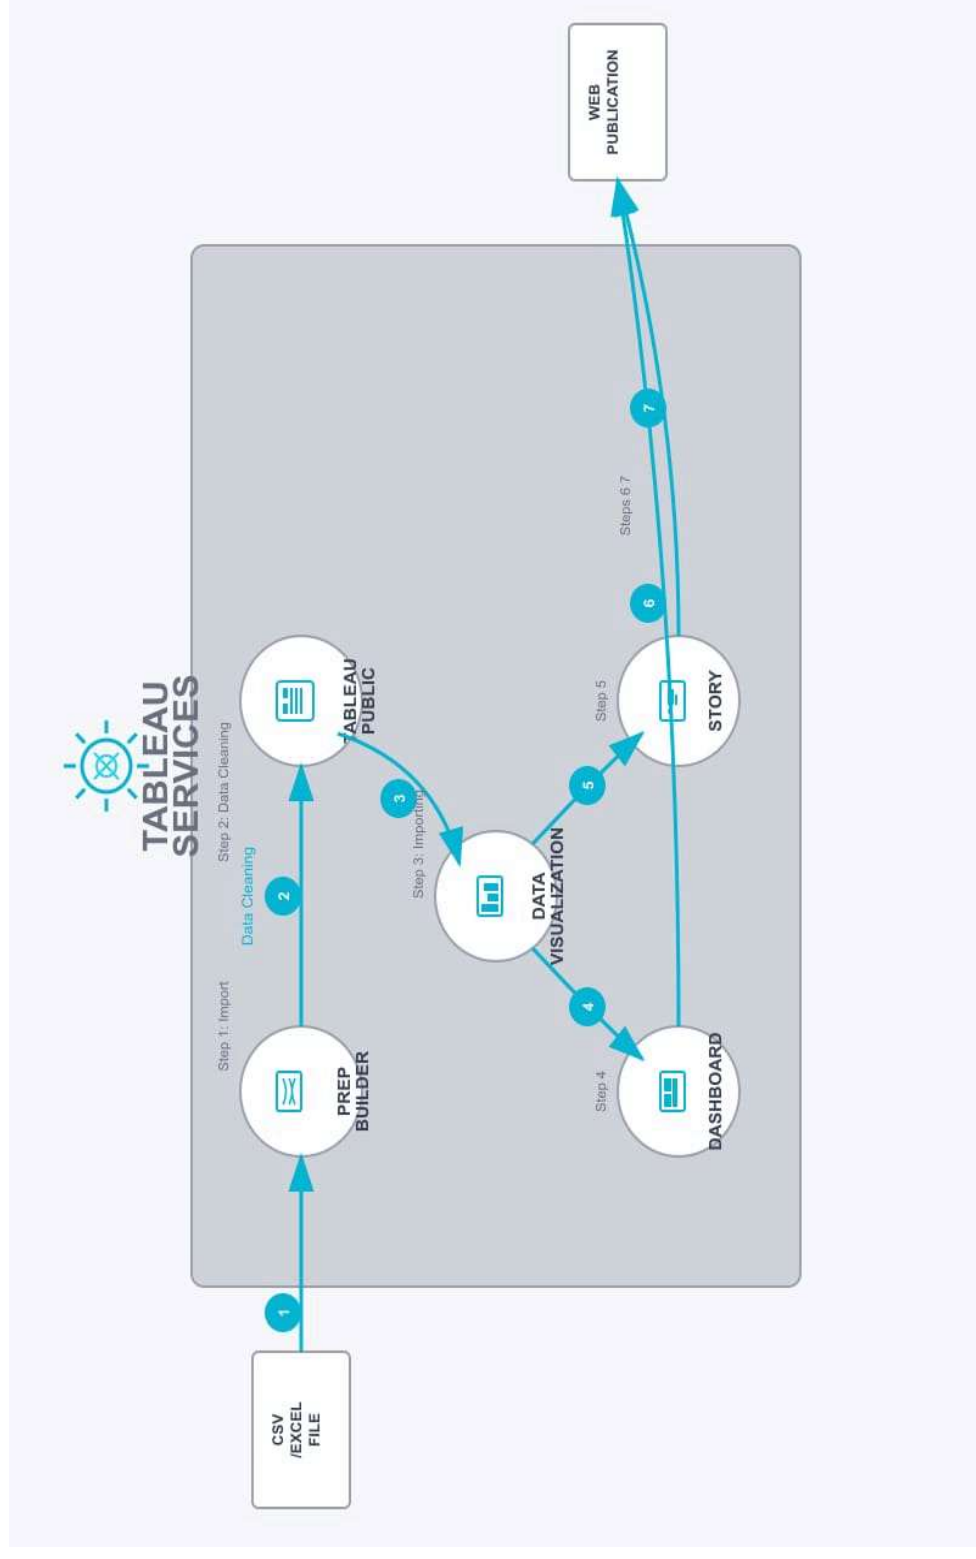 TABLEAU
SERVICES
Step 1: Import
Step 2: Data Cleaning
Data Cleaning
1
2
CSV
/EXCEL
FILE
PREP
BUILDER
TABLEAU
PUBLIC
3
Step 3: Importing
DATA
VISUALIZATION
4
5
Step 4
Step 5
Steps 6 7
6
7
WEB
PUBLICATION
DASHBOARD
STORY